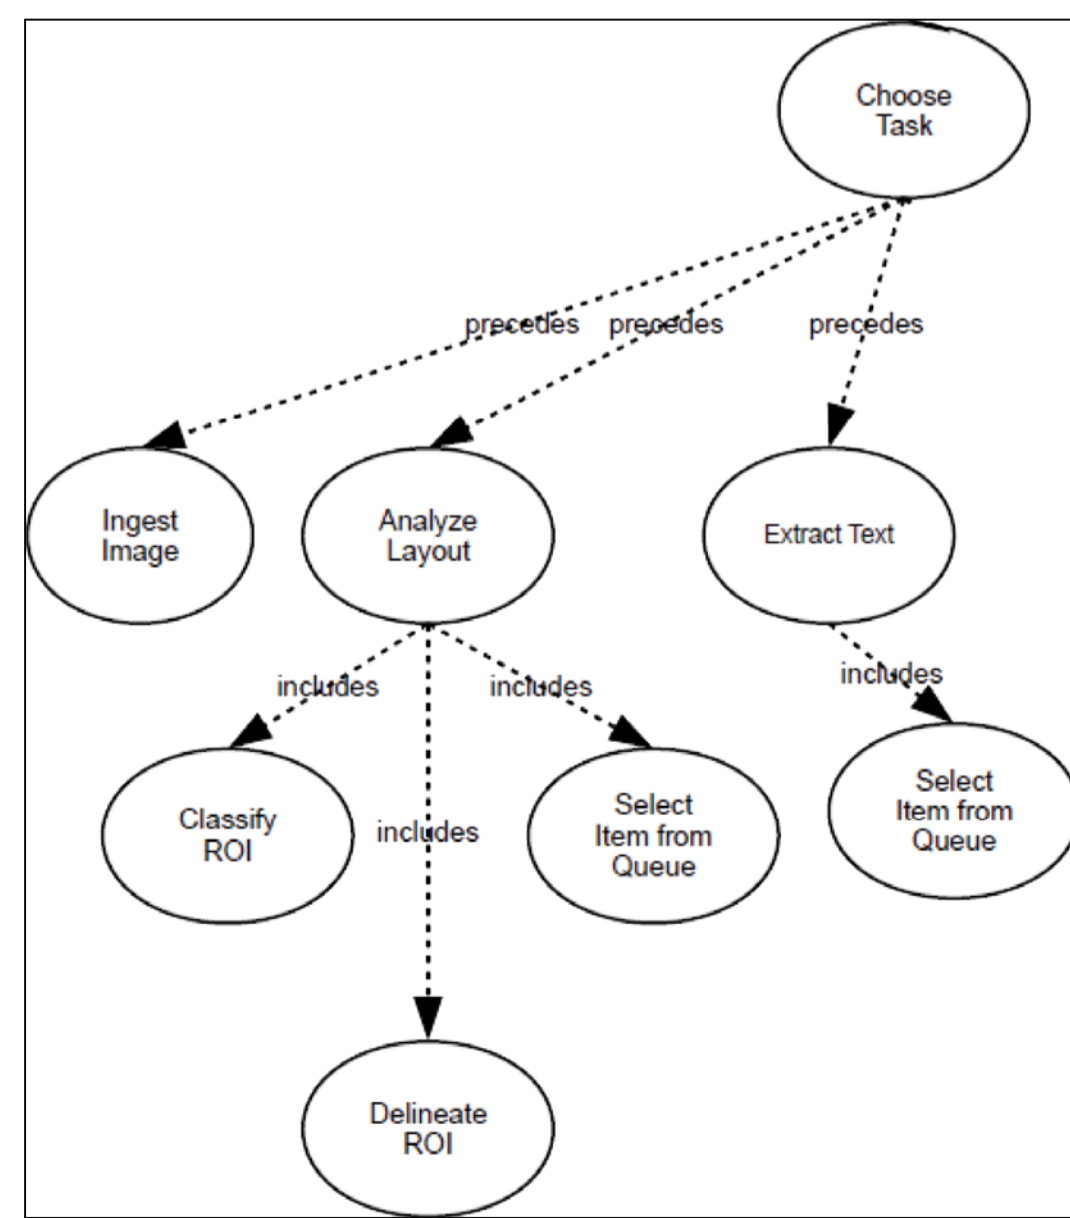 Choose
Task
precedes
precedes
precedes
Ingest
Image
Analyze
Layout
Extract Text
includes
includes
includes
Classify
ROI
includes
Select
Item from
Queue
Select
Item from
Queue
Delineate
ROI